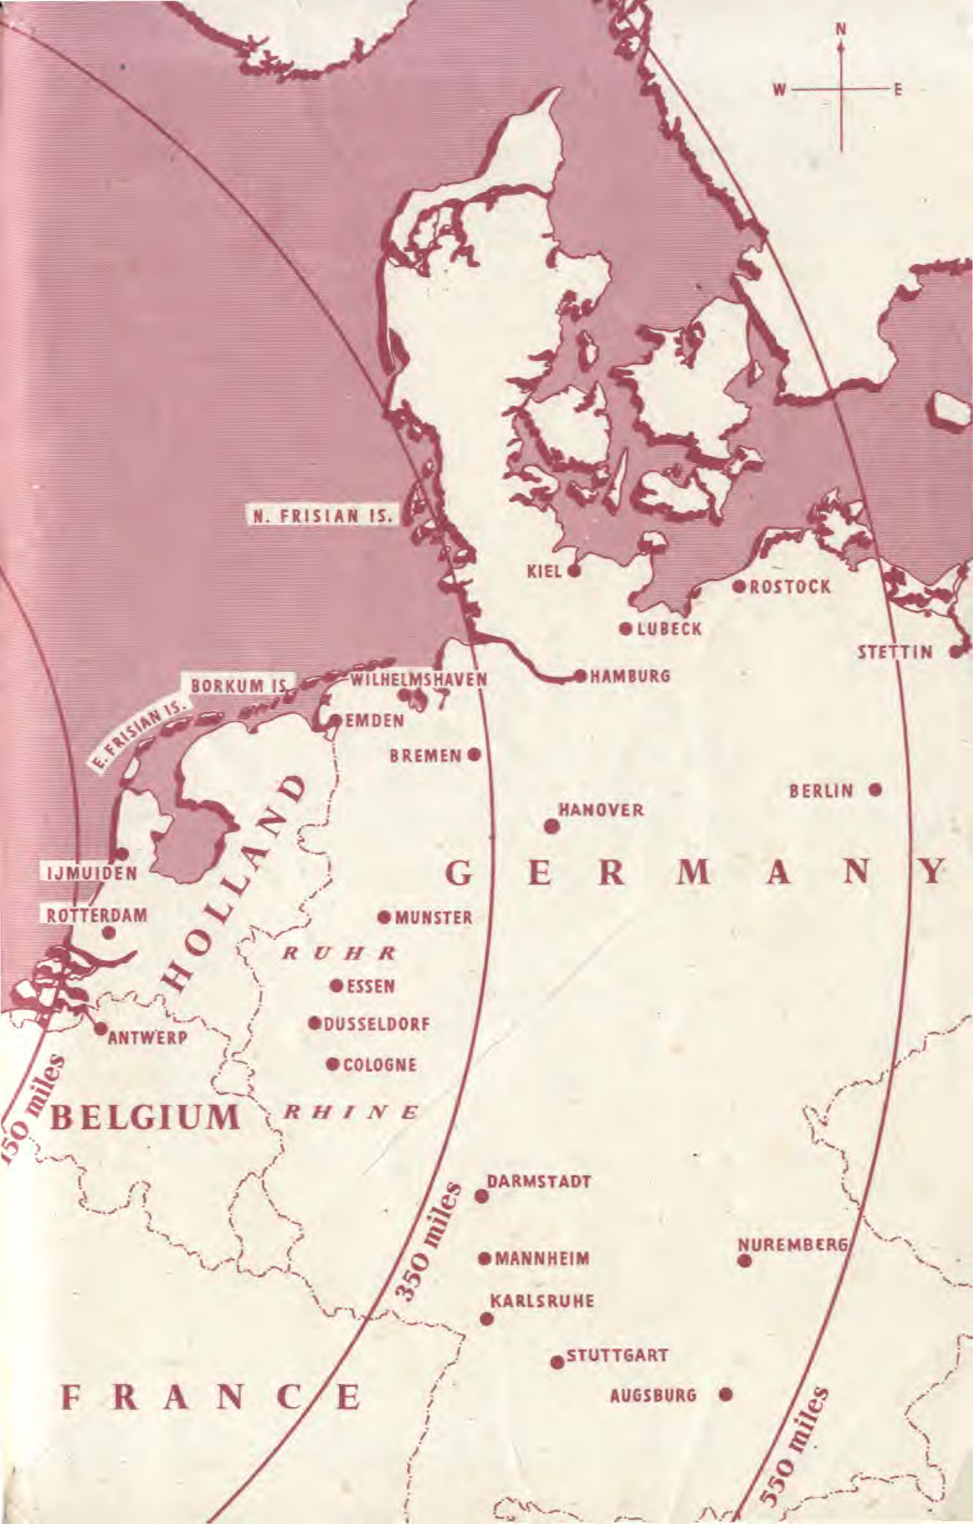 N
W E
N. FRISIAN IS.
KIEL
ROSTOCK
LUBECK
STETTIN
HAMBURG
BORKUM IS.
WILHELMSHAVEN
E. FRISIAN IS.
EMDEN
BREMEN
BERLIN
HANOVER
HOLLAND
IJMUIDEN
GERMANY
ROTTERDAM
MUNSTER
RUHR
ESSEN
DUSSELDORF
ANTWERP
COLOGNE
150 miles
BELGIUM
RHINE
DARMSTADT
350 miles
NUREMBERG
MANNHEIM
KARLSRUHE
STUTTGART
FRANCE
AUGSBURG
550 miles